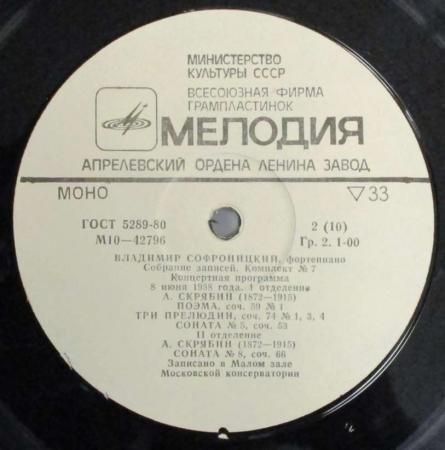 МИНИСТЕРСТВО
КУЛЬТУРЫ СССР
ВСЕСОЮЗНАЯ ФИРМА
ГРАМПЛАСТИНОК
МЕЛОДИЯ
АПРЕЛЕВСКИЙ ОРДЕНА ЛЕНИНА ЗАВОД
МОНО ▽33
ГОСТ 5289-80 2 (10)
М10—42796 Гр. 2. 1-00
ВЛАДИМИР СОФРОНИЦКИЙ, фортепиано
Собрание записей. Комплект № 7
Концертная программа
8 июня 1958 года. I отделение
А. СКРЯБИН (1872—1915)
ПОЭМА, соч. 59 № 1
ТРИ ПРЕЛЮДИИ, соч. 74 № 1, 3, 4
СОНАТА № 5, соч. 53
II отделение
А. СКРЯБИН (1872—1915)
СОНАТА № 8, соч. 66
Записано в Малом зале
Московской консерватории